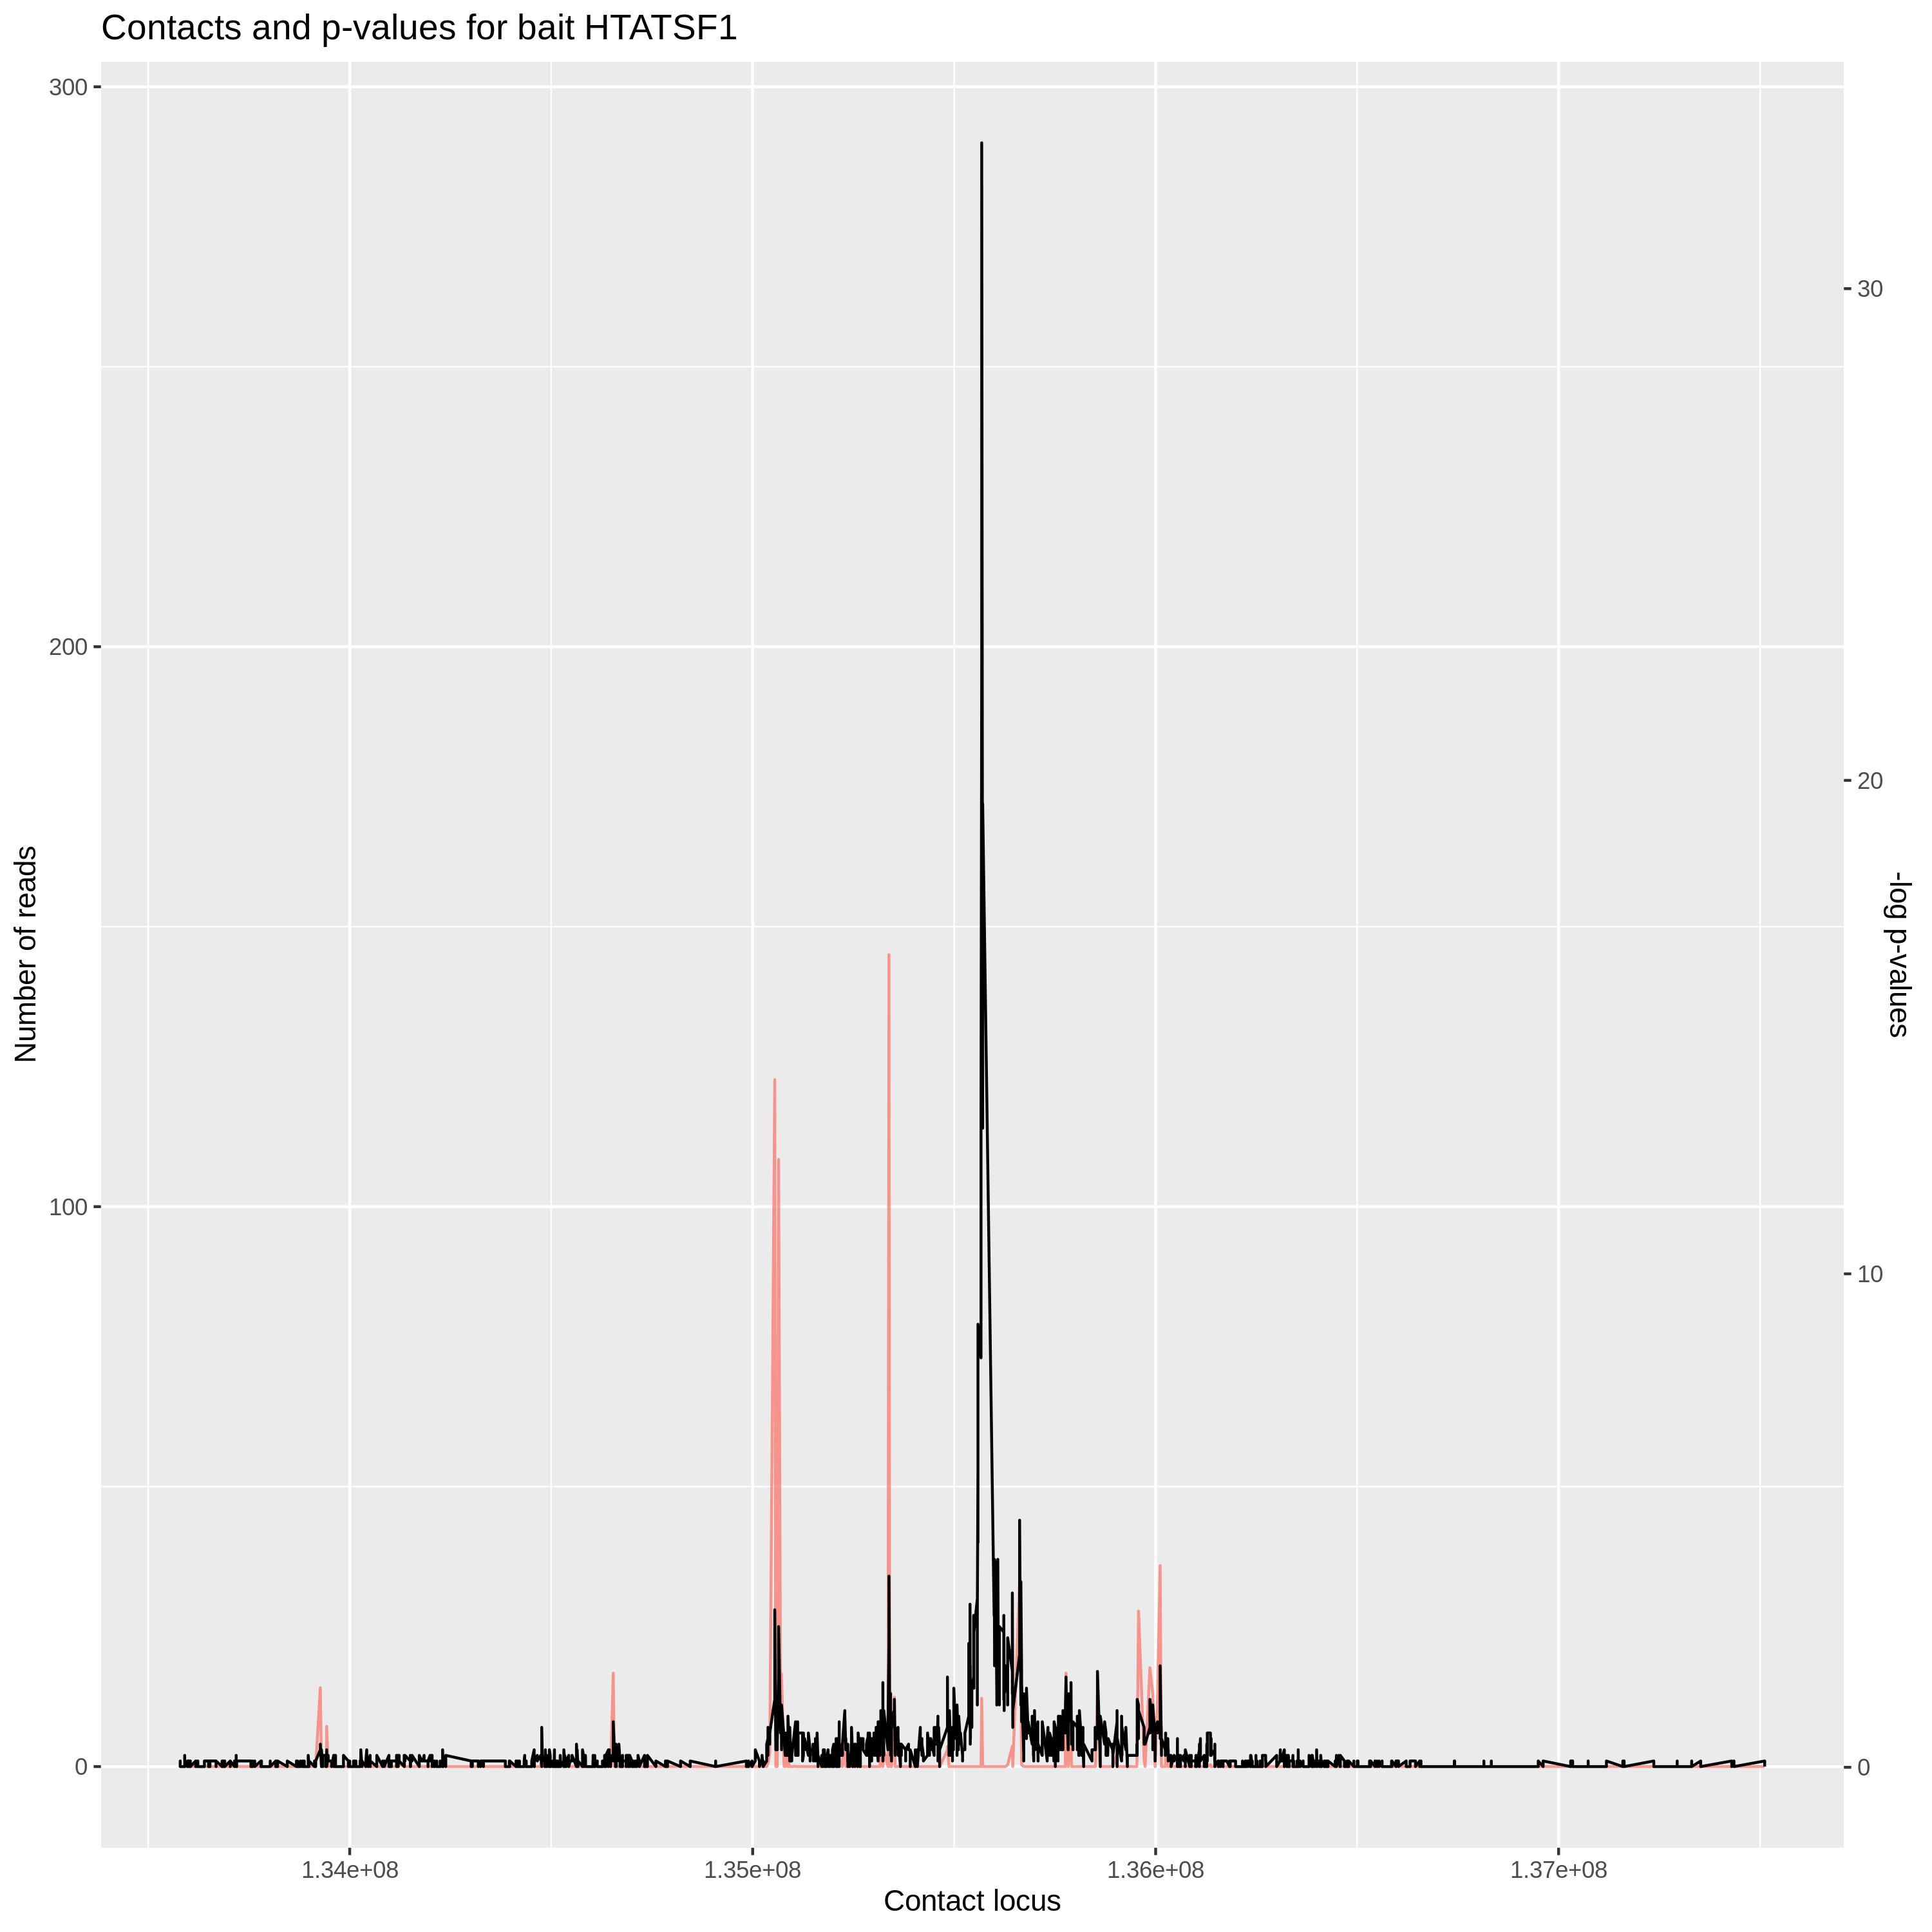 Contacts and p-values for bait HTATSF1
300
200
100
0
Number of reads
30
20
10
0
-log p-values
1.34e+08
1.35e+08
1.36e+08
1.37e+08
Contact locus